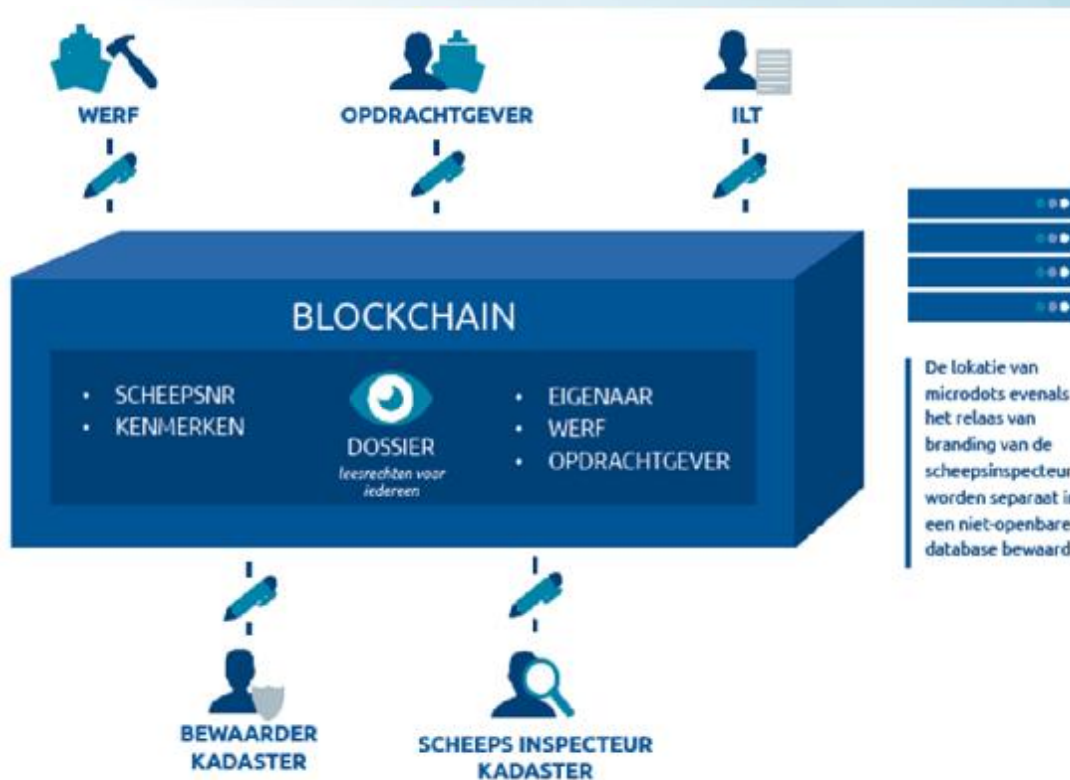 WERF
OPDRACHTGEVER
ILT
BLOCKCHAIN
• SCHEEPSNR
• KENMERKEN
DOSSIER
leesrechten voor
iedereen
• EIGENAAR
• WERF
• OPDRACHTGEVER
De lokatie van
microdots evenals
het relaas van
branding van de
scheepsinspecteur
worden separaat in
een niet-openbare
database bewaard
BEWAARDER
KADASTER
SCHEEPS INSPECTEUR
KADASTER